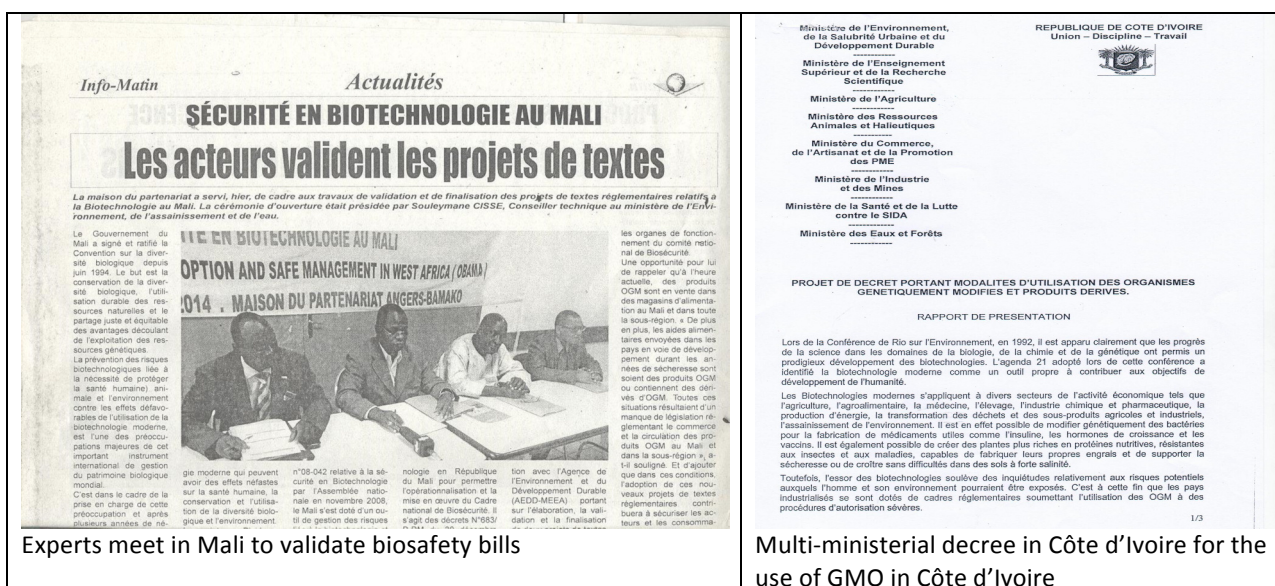 Info-Matin
Actualités
SÉCURITÉ EN BIOTECHNOLOGIE AU MALI
Les acteurs valident les projets de textes
La maison du partenariat a servi, hier, de cadre aux travaux de validation et de finalisation des projets de textes réglementaires relatifs à
la Biotechnologie au Mali. La cérémonie d'ouverture était présidée par Souleymane CISSE, Conseiller technique au ministère de l'Envi-
ronnement, de l'assainissement et de l'eau.
Le Gouvernement du
Mali a signé et ratifié la
Convention sur la diver-
sité biologique depuis
juin 1994. Le but est la
conservation de la diver-
sité biologique, l'utili-
sation durable des res-
sources naturelles et le
partage juste et équitable
des avantages découlant
de l'exploitation des res-
sources génétiques.
La prévention des risques
biotechnologiques liée à
la nécessité de protéger
la santé humaine) ani-
male et l'environnement
contre les effets défavo-
rables de l'utilisation de la
biotechnologie moderne,
est l'une des préoccu-
pations majeures de cet
important instrument
international de gestion
du patrimoine biologique
mondial.
C'est dans le cadre de la
prise en charge de cette
préoccupation et après
plusieurs années de né-
ITE EN BIOTECHNOLOGIE AU MALI
OPTION AND SAFE MANAGEMENT IN WEST AFRICA (OBAMA)
2014 . MAISON DU PARTENARIAT ANGERS-BAMAKO
gie moderne qui peuvent
avoir des effets néfastes
sur la santé humaine, la
conservation et l'utilisa-
tion de la diversité biolo-
gique et l'environnement.
n°08-042 relative à la sé-
curité en Biotechnologie
par l'Assemblée natio-
nale en novembre 2008,
le Mali s'est doté d'un ou-
til de gestion des risques
nologie en République
du Mali pour permettre
l'opérationnalisation et la
mise en œuvre du Cadre
national de Biosécurité. Il
s'agit des décrets N°683/
tion avec l'Agence de
l'Environnement et du
Développement Durable
(AEDD-MEEA) portant
sur l'élaboration, la vali-
dation et la finalisation
les organes de fonction-
nement du comité natio-
nal de Biosécurité.
Une opportunité pour lui
de rappeler qu'à l'heure
actuelle, des produits
OGM sont en vente dans
des magasins d'alimenta-
tion au Mali et dans toute
la sous-région. « De plus
en plus, les aides alimen-
taires envoyées dans les
pays en voie de dévelop-
pement durant les an-
nées de sécheresse sont
soient des produits OGM
ou contiennent des déri-
vés d'OGM. Toutes ces
situations résultaient d'un
manque de législation ré-
glementant le commerce
et la circulation des pro-
duits OGM au Mali et
dans la sous-région », a-
t-il souligné. Et d'ajouter
que dans ces conditions,
l'adoption de ces nou-
veaux projets de textes
réglementaires contri-
buera à sécuriser les ac-
teurs et les consomma-
Experts meet in Mali to validate biosafety bills
Ministère de l'Environnement,
de la Salubrité Urbaine et du
Développement Durable
------------
Ministère de l'Enseignement
Supérieur et de la Recherche
Scientifique
------------
Ministère de l'Agriculture
------------
Ministère des Ressources
Animales et Halieutiques
------------
Ministère du Commerce,
de l'Artisanat et de la Promotion
des PME
------------
Ministère de l'Industrie
et des Mines
------------
Ministère de la Santé et de la Lutte
contre le SIDA
------------
Ministère des Eaux et Forêts
------------
REPUBLIQUE DE COTE D'IVOIRE
Union – Discipline – Travail
PROJET DE DECRET PORTANT MODALITES D'UTILISATION DES ORGANISMES
GENETIQUEMENT MODIFIES ET PRODUITS DERIVES.
RAPPORT DE PRESENTATION
Lors de la Conférence de Rio sur l'Environnement, en 1992, il est apparu clairement que les progrès
de la science dans les domaines de la biologie, de la chimie et de la génétique ont permis un
prodigieux développement des biotechnologies. L'agenda 21 adopté lors de cette conférence a
identifié la biotechnologie moderne comme un outil propre à contribuer aux objectifs de
développement de l'humanité.
Les Biotechnologies modernes s'appliquent à divers secteurs de l'activité économique tels que
l'agriculture, l'agroalimentaire, la médecine, l'élevage, l'industrie chimique et pharmaceutique, la
production d'énergie, la transformation des déchets et des sous-produits agricoles et industriels,
l'assainissement de l'environnement. Il est en effet possible de modifier génétiquement des bactéries
pour la fabrication de médicaments utiles comme l'insuline, les hormones de croissance et les
vaccins. Il est également possible de créer des plantes plus riches en protéines nutritives, résistantes
aux insectes et aux maladies, capables de fabriquer leurs propres engrais et de supporter la
sécheresse ou de croître sans difficultés dans des sols à forte salinité.
Toutefois, l'essor des biotechnologies soulève des inquiétudes relativement aux risques potentiels
auxquels l'homme et son environnement pourraient être exposés. C'est à cette fin que les pays
industrialisés se sont dotés de cadres réglementaires soumettant l'utilisation des OGM à des
procédures d'autorisation sévères.
1/3
Multi-ministerial decree in Côte d'Ivoire for the
use of GMO in Côte d'Ivoire